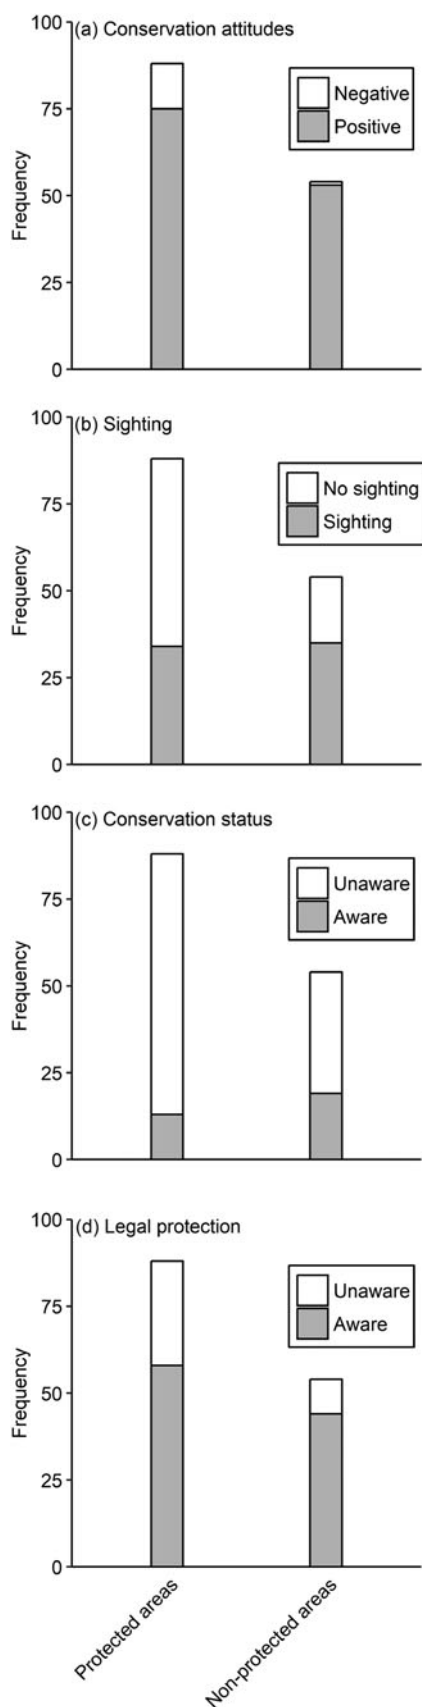 (a) Conservation attitudes
100
75
50
25
0
Frequency
Negative
Positive
(b) Sighting
100
75
50
25
0
Frequency
No sighting
Sighting
(c) Conservation status
100
75
50
25
0
Frequency
Unaware
Aware
(d) Legal protection
100
75
50
25
0
Frequency
Unaware
Aware
Protected areas
Non-protected areas